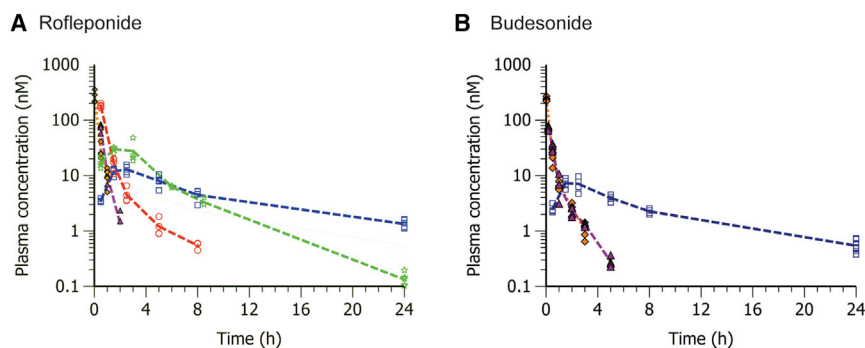 A Rofleponide
B Budesonide
Plasma concentration (nM)
1000
100
10
1
0.1
0 4 8 12 16 20 24
Time (h)
Plasma concentration (nM)
1000
100
10
1
0.1
0 4 8 12 16 20 24
Time (h)